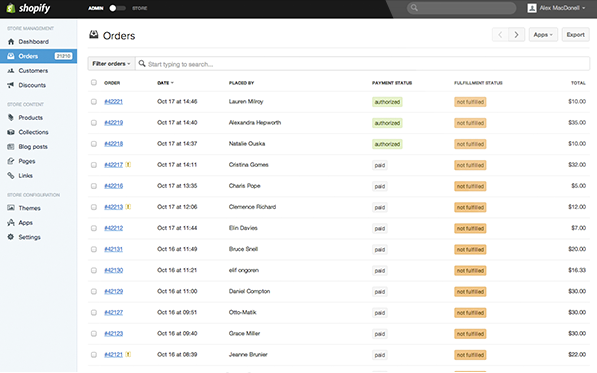 shopify
ADMIN STORE
Alex MacDonell
STORE MANAGEMENT
Dashboard
Orders 21210
Customers
Discounts
STORE CONTENT
Products
Collections
Blog posts
Pages
Links
STORE CONFIGURATION
Themes
Apps
Settings
Orders
Apps
Export
Filter orders
Start typing to search...
ORDER DATE PLACED BY PAYMENT STATUS FULFILLMENT STATUS TOTAL
#42221 Oct 17 at 14:46 Lauren Milroy authorized not fulfilled $10.00
#42219 Oct 17 at 14:40 Alexandra Hepworth authorized not fulfilled $35.00
#42218 Oct 17 at 14:37 Natalie Ouska authorized not fulfilled $10.00
#42217 ! Oct 17 at 14:11 Cristina Gomes paid not fulfilled $32.00
#42216 Oct 17 at 13:35 Charis Pope paid not fulfilled $5.00
#42213 ! Oct 17 at 12:06 Clemence Richard paid not fulfilled $12.00
#42212 Oct 17 at 11:44 Elin Davies paid not fulfilled $7.00
#42131 Oct 16 at 11:49 Bruce Snell paid not fulfilled $20.00
#42130 Oct 16 at 11:21 elif ongoren paid not fulfilled $16.33
#42129 Oct 16 at 11:00 Daniel Compton paid not fulfilled $30.00
#42127 Oct 16 at 09:51 Otto-Matik paid not fulfilled $30.00
#42123 Oct 16 at 09:40 Grace Miller paid not fulfilled $30.00
#42121 ! Oct 16 at 08:39 Jeanne Brunier paid not fulfilled $22.00